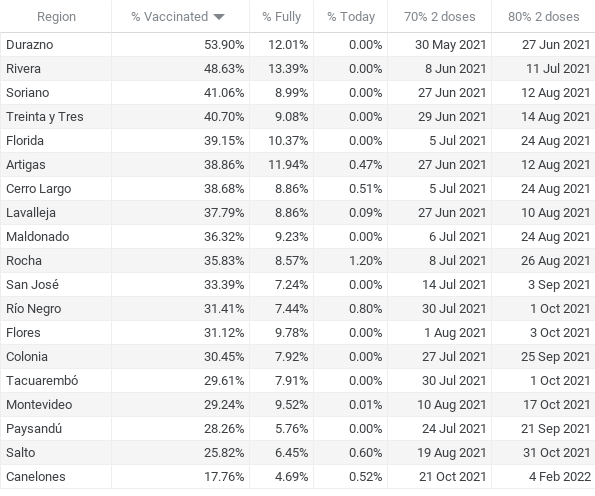 Region % Vaccinated % Fully % Today 70% 2 doses 80% 2 doses
Durazno 53.90% 12.01% 0.00% 30 May 2021 27 Jun 2021
Rivera 48.63% 13.39% 0.00% 8 Jun 2021 11 Jul 2021
Soriano 41.06% 8.99% 0.00% 27 Jun 2021 12 Aug 2021
Treinta y Tres 40.70% 9.08% 0.00% 29 Jun 2021 14 Aug 2021
Florida 39.15% 10.37% 0.00% 5 Jul 2021 24 Aug 2021
Artigas 38.86% 11.94% 0.47% 27 Jun 2021 12 Aug 2021
Cerro Largo 38.68% 8.86% 0.51% 5 Jul 2021 24 Aug 2021
Lavalleja 37.79% 8.86% 0.09% 27 Jun 2021 10 Aug 2021
Maldonado 36.32% 9.23% 0.00% 6 Jul 2021 24 Aug 2021
Rocha 35.83% 8.57% 1.20% 8 Jul 2021 26 Aug 2021
San José 33.39% 7.24% 0.00% 14 Jul 2021 3 Sep 2021
Río Negro 31.41% 7.44% 0.80% 30 Jul 2021 1 Oct 2021
Flores 31.12% 9.78% 0.00% 1 Aug 2021 3 Oct 2021
Colonia 30.45% 7.92% 0.00% 27 Jul 2021 25 Sep 2021
Tacuarembó 29.61% 7.91% 0.00% 30 Jul 2021 1 Oct 2021
Montevideo 29.24% 9.52% 0.01% 10 Aug 2021 17 Oct 2021
Paysandú 28.26% 5.76% 0.00% 24 Jul 2021 21 Sep 2021
Salto 25.82% 6.45% 0.60% 19 Aug 2021 31 Oct 2021
Canelones 17.76% 4.69% 0.52% 21 Oct 2021 4 Feb 2022